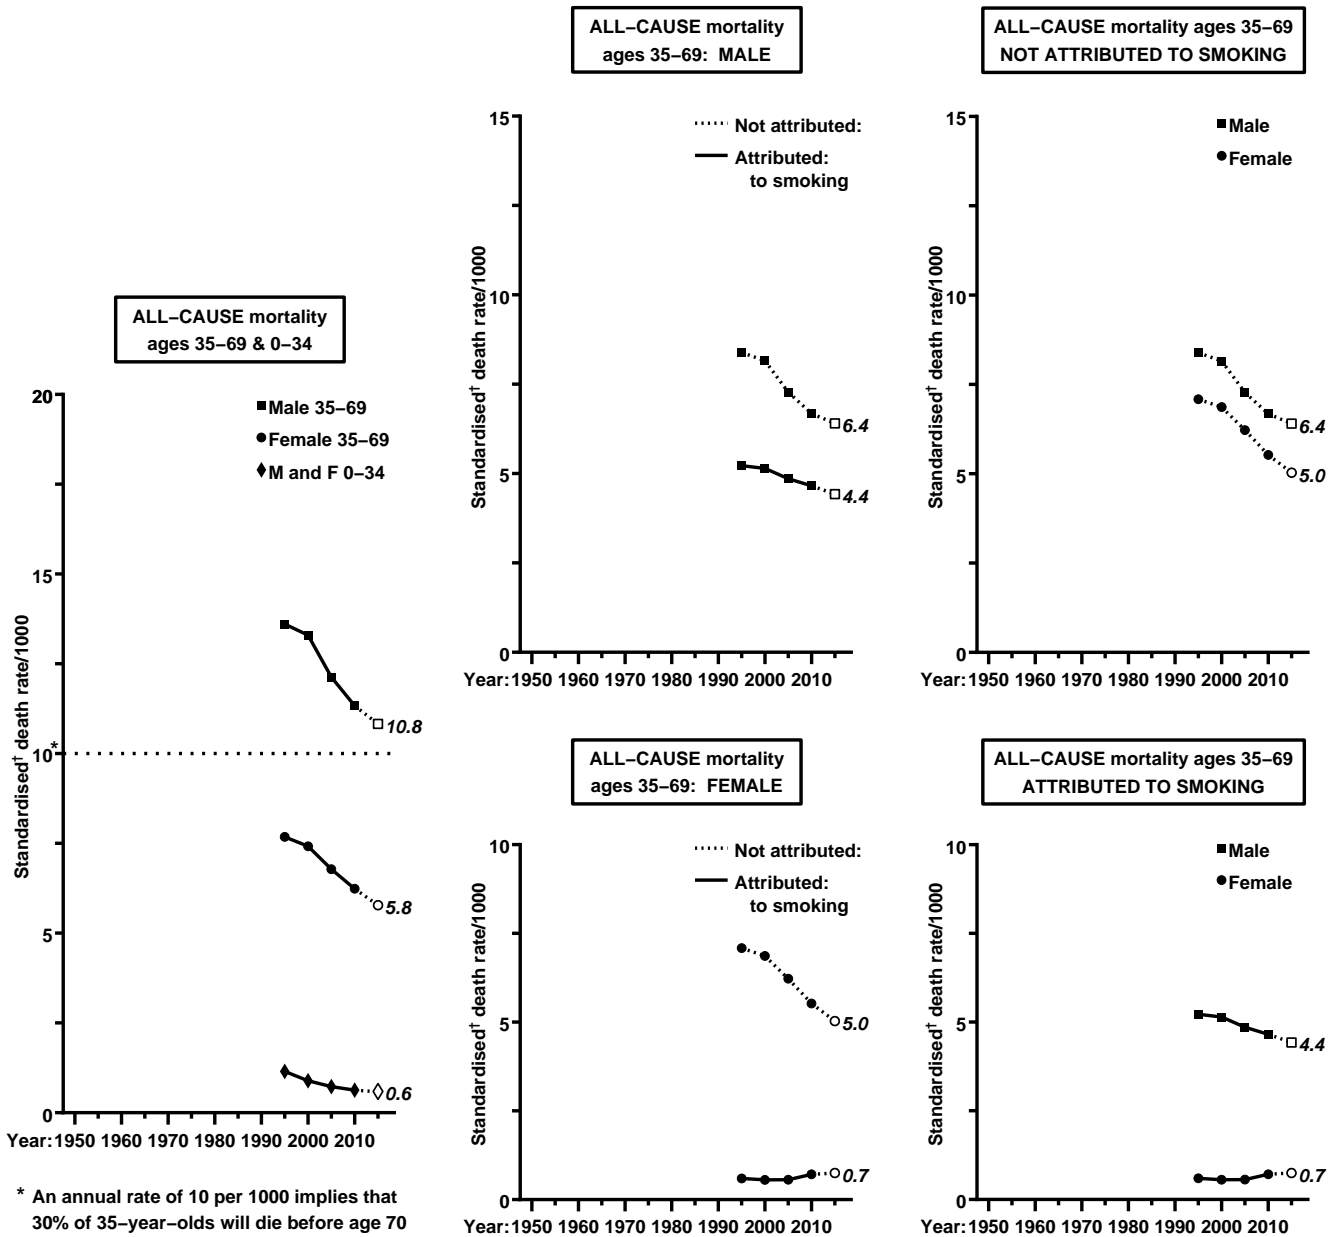 ALL−CAUSE mortality
ages 35−69 & 0−34
20
15
10
5
0
*
Standardised† death rate/1000
Male 35−69
Female 35−69
M and F 0−34
10.8
5.8
0.6
Year: 1950 1960 1970 1980 1990 2000 2010
* An annual rate of 10 per 1000 implies that
30% of 35−year−olds will die before age 70
ALL−CAUSE mortality
ages 35−69: MALE
15
10
5
0
Standardised† death rate/1000
Not attributed:
Attributed:
to smoking
6.4
4.4
Year: 1950 1960 1970 1980 1990 2000 2010
ALL−CAUSE mortality ages 35−69
NOT ATTRIBUTED TO SMOKING
15
10
5
0
Standardised† death rate/1000
Male
Female
6.4
5.0
Year: 1950 1960 1970 1980 1990 2000 2010
ALL−CAUSE mortality
ages 35−69: FEMALE
10
5
0
Standardised† death rate/1000
Not attributed:
Attributed:
to smoking
5.0
0.7
Year: 1950 1960 1970 1980 1990 2000 2010
ALL−CAUSE mortality ages 35−69
ATTRIBUTED TO SMOKING
10
5
0
Standardised† death rate/1000
Male
Female
4.4
0.7
Year: 1950 1960 1970 1980 1990 2000 2010